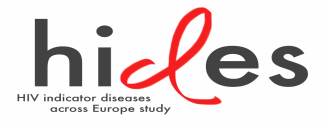 hides
HIV indicator diseases
across Europe study